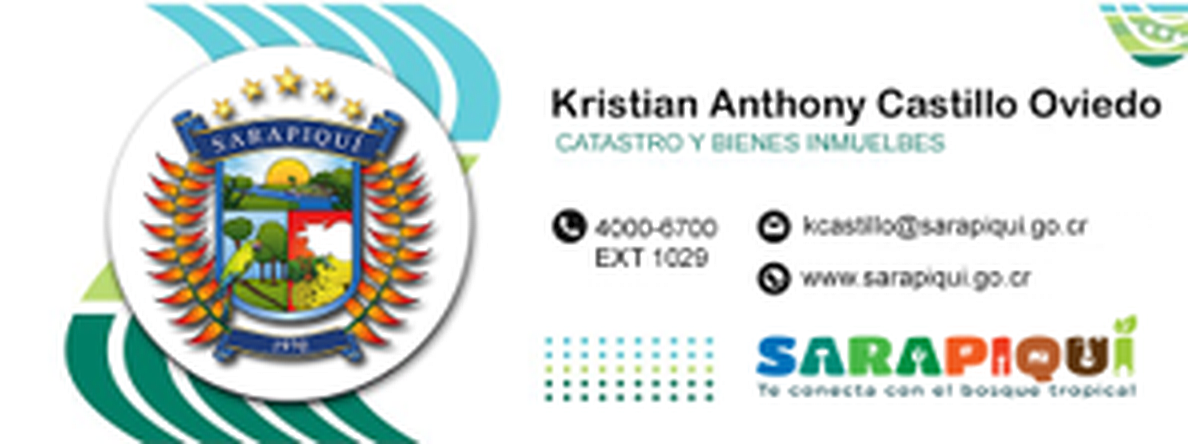 SARAPIQUÍ
1970
Kristian Anthony Castillo Oviedo
CATASTRO Y BIENES INMUELBES
4000-6700
EXT 1029
kcastillo@sarapiqui.go.cr
www.sarapiqui.go.cr
SARAPIQUÍ
Te conecta con el bosque tropical